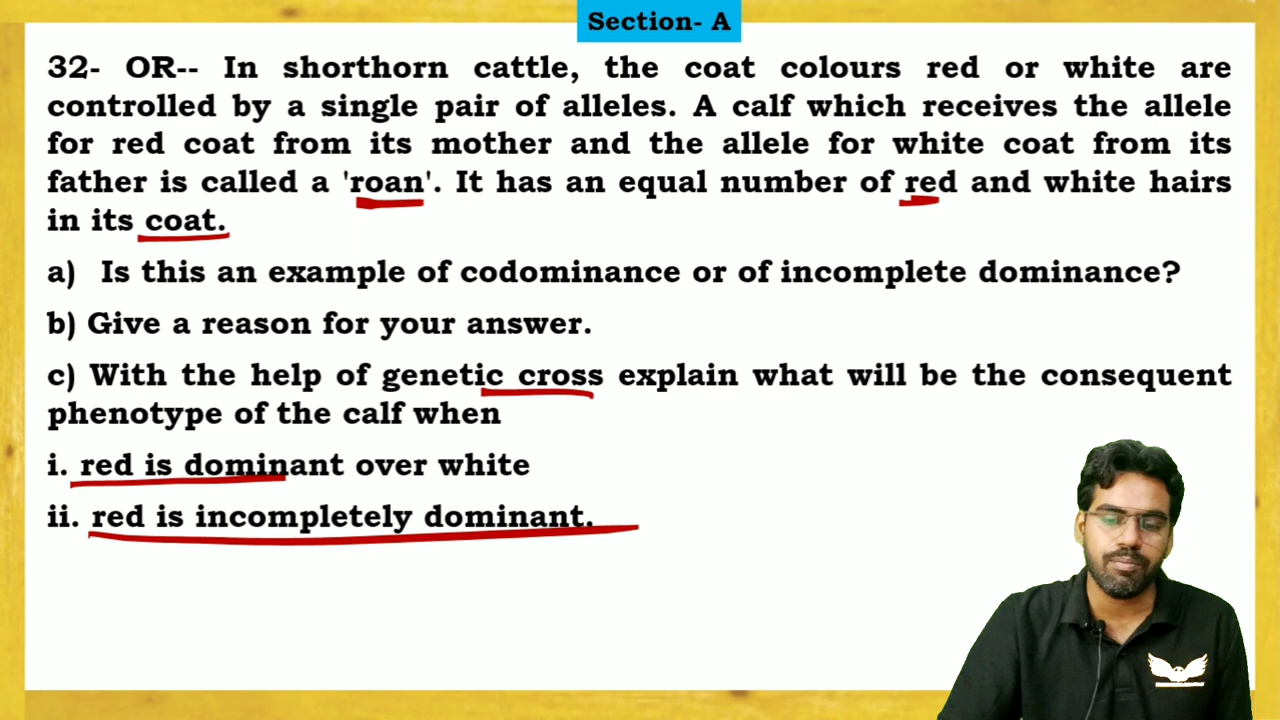 Section- A
32- OR-- In shorthorn cattle, the coat colours red or white are
controlled by a single pair of alleles. A calf which receives the allele
for red coat from its mother and the allele for white coat from its
father is called a 'roan'. It has an equal number of red and white hairs
in its coat.
a) Is this an example of codominance or of incomplete dominance?
b) Give a reason for your answer.
c) With the help of genetic cross explain what will be the consequent
phenotype of the calf when
i. red is dominant over white
ii. red is incompletely dominant.